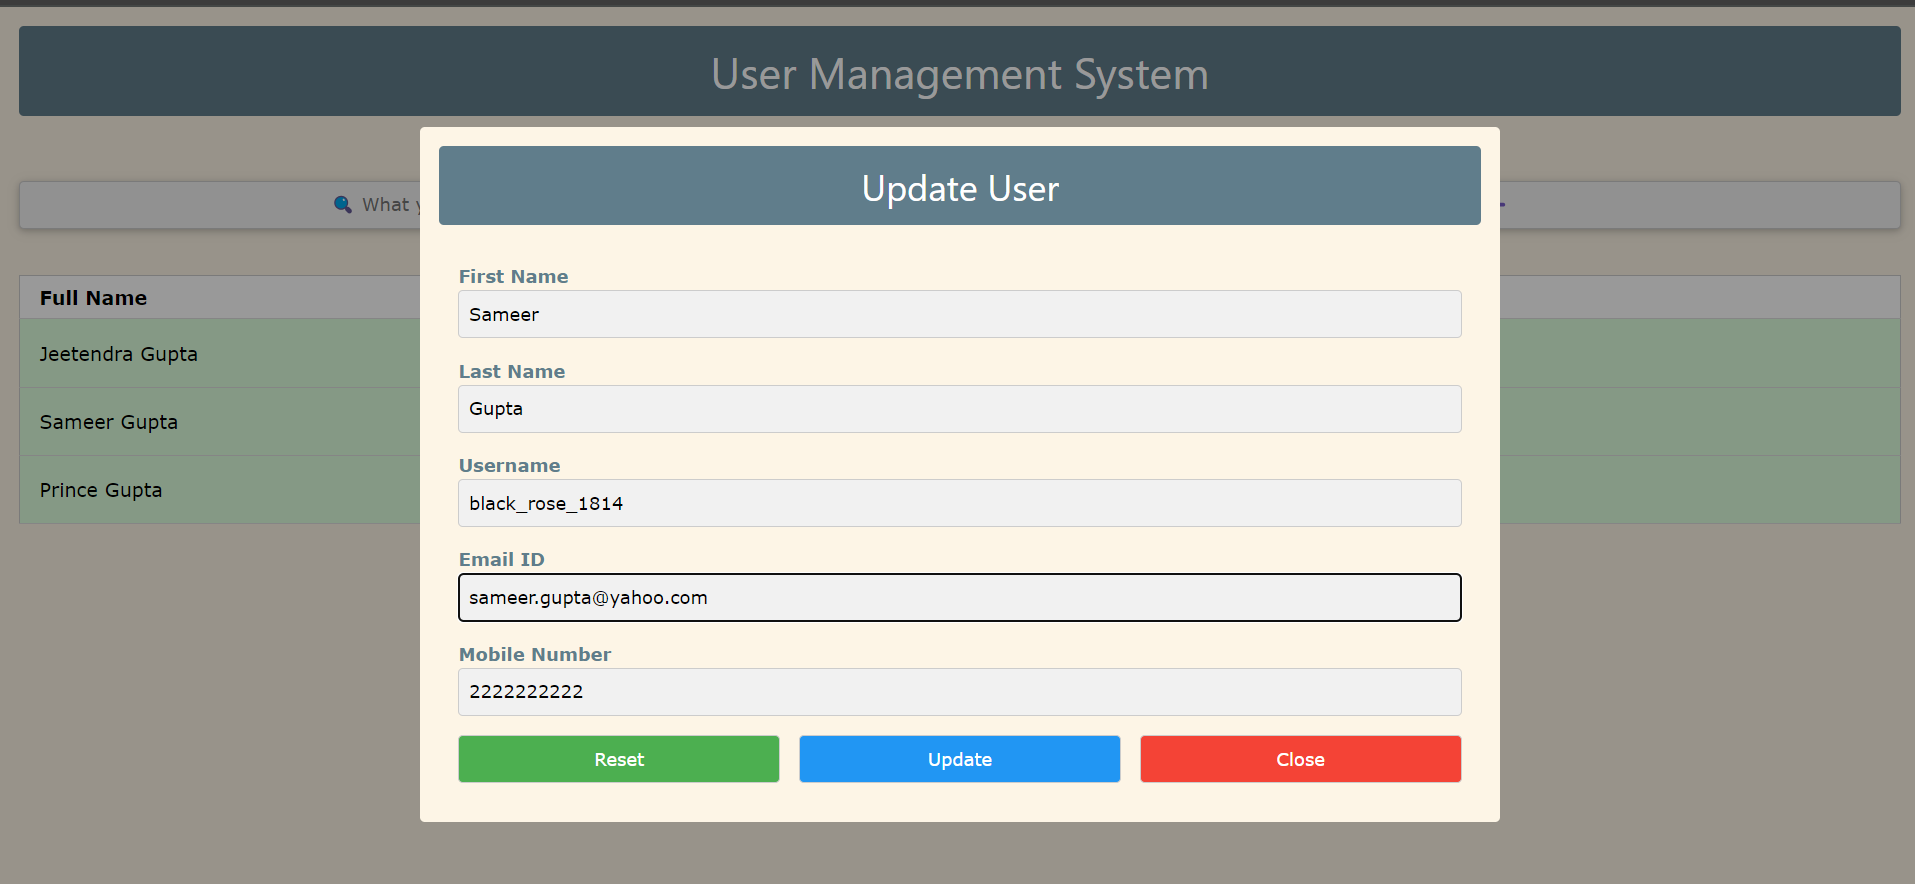 User Management System
What
Update User
First Name
Sameer
Last Name
Gupta
Username
black_rose_1814
Email ID
sameer.gupta@yahoo.com
Mobile Number
2222222222
Reset Update Close
Full Name
Jeetendra Gupta
Sameer Gupta
Prince Gupta